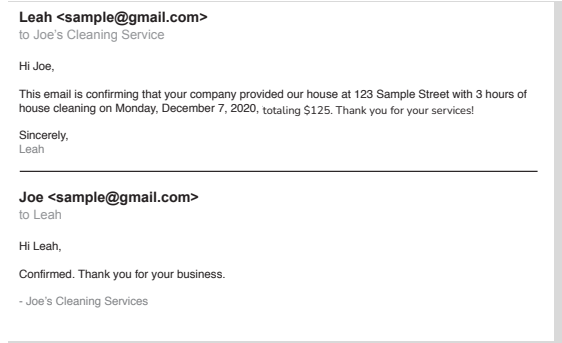 Leah <sample@gmail.com>
to Joe's Cleaning Service
Hi Joe,
This email is confirming that your company provided our house at 123 Sample Street with 3 hours of
house cleaning on Monday, December 7, 2020, totaling $125. Thank you for your services!
Sincerely,
Leah
Joe <sample@gmail.com>
to Leah
Hi Leah,
Confirmed. Thank you for your business.
- Joe's Cleaning Services